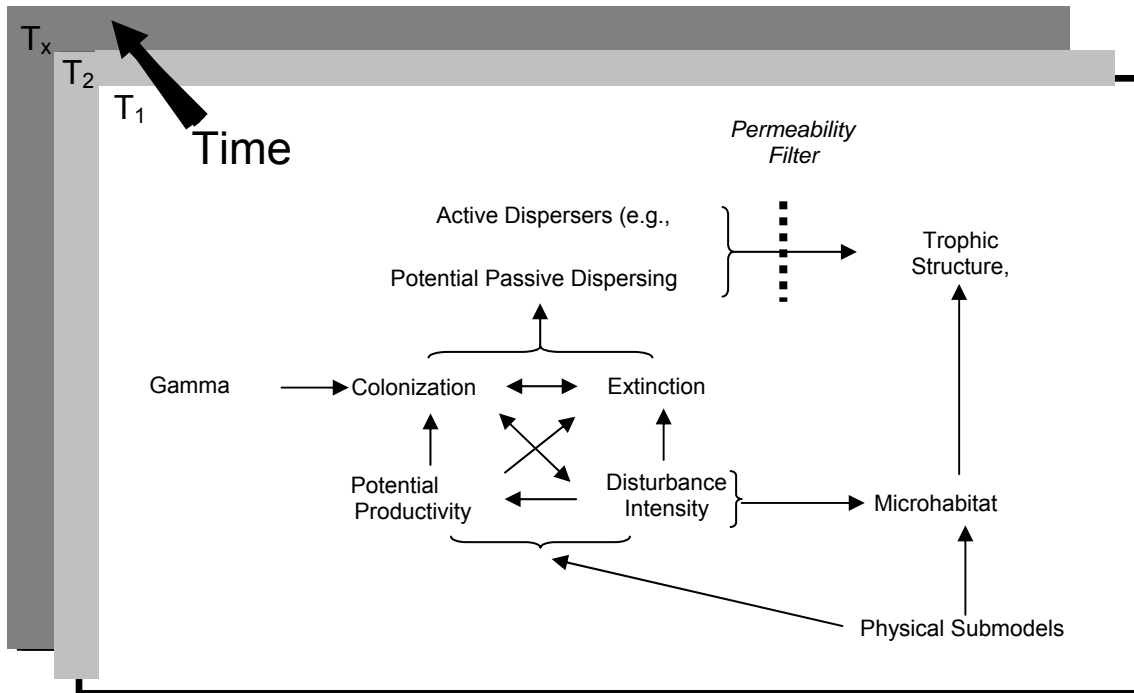 Tx
T2
T1
Time
Permeability
Filter
Active Dispersers (e.g.,
Potential Passive Dispersing
Trophic
Structure,
Gamma
Colonization
Extinction
Potential
Productivity
Disturbance
Intensity
Microhabitat
Physical Submodels